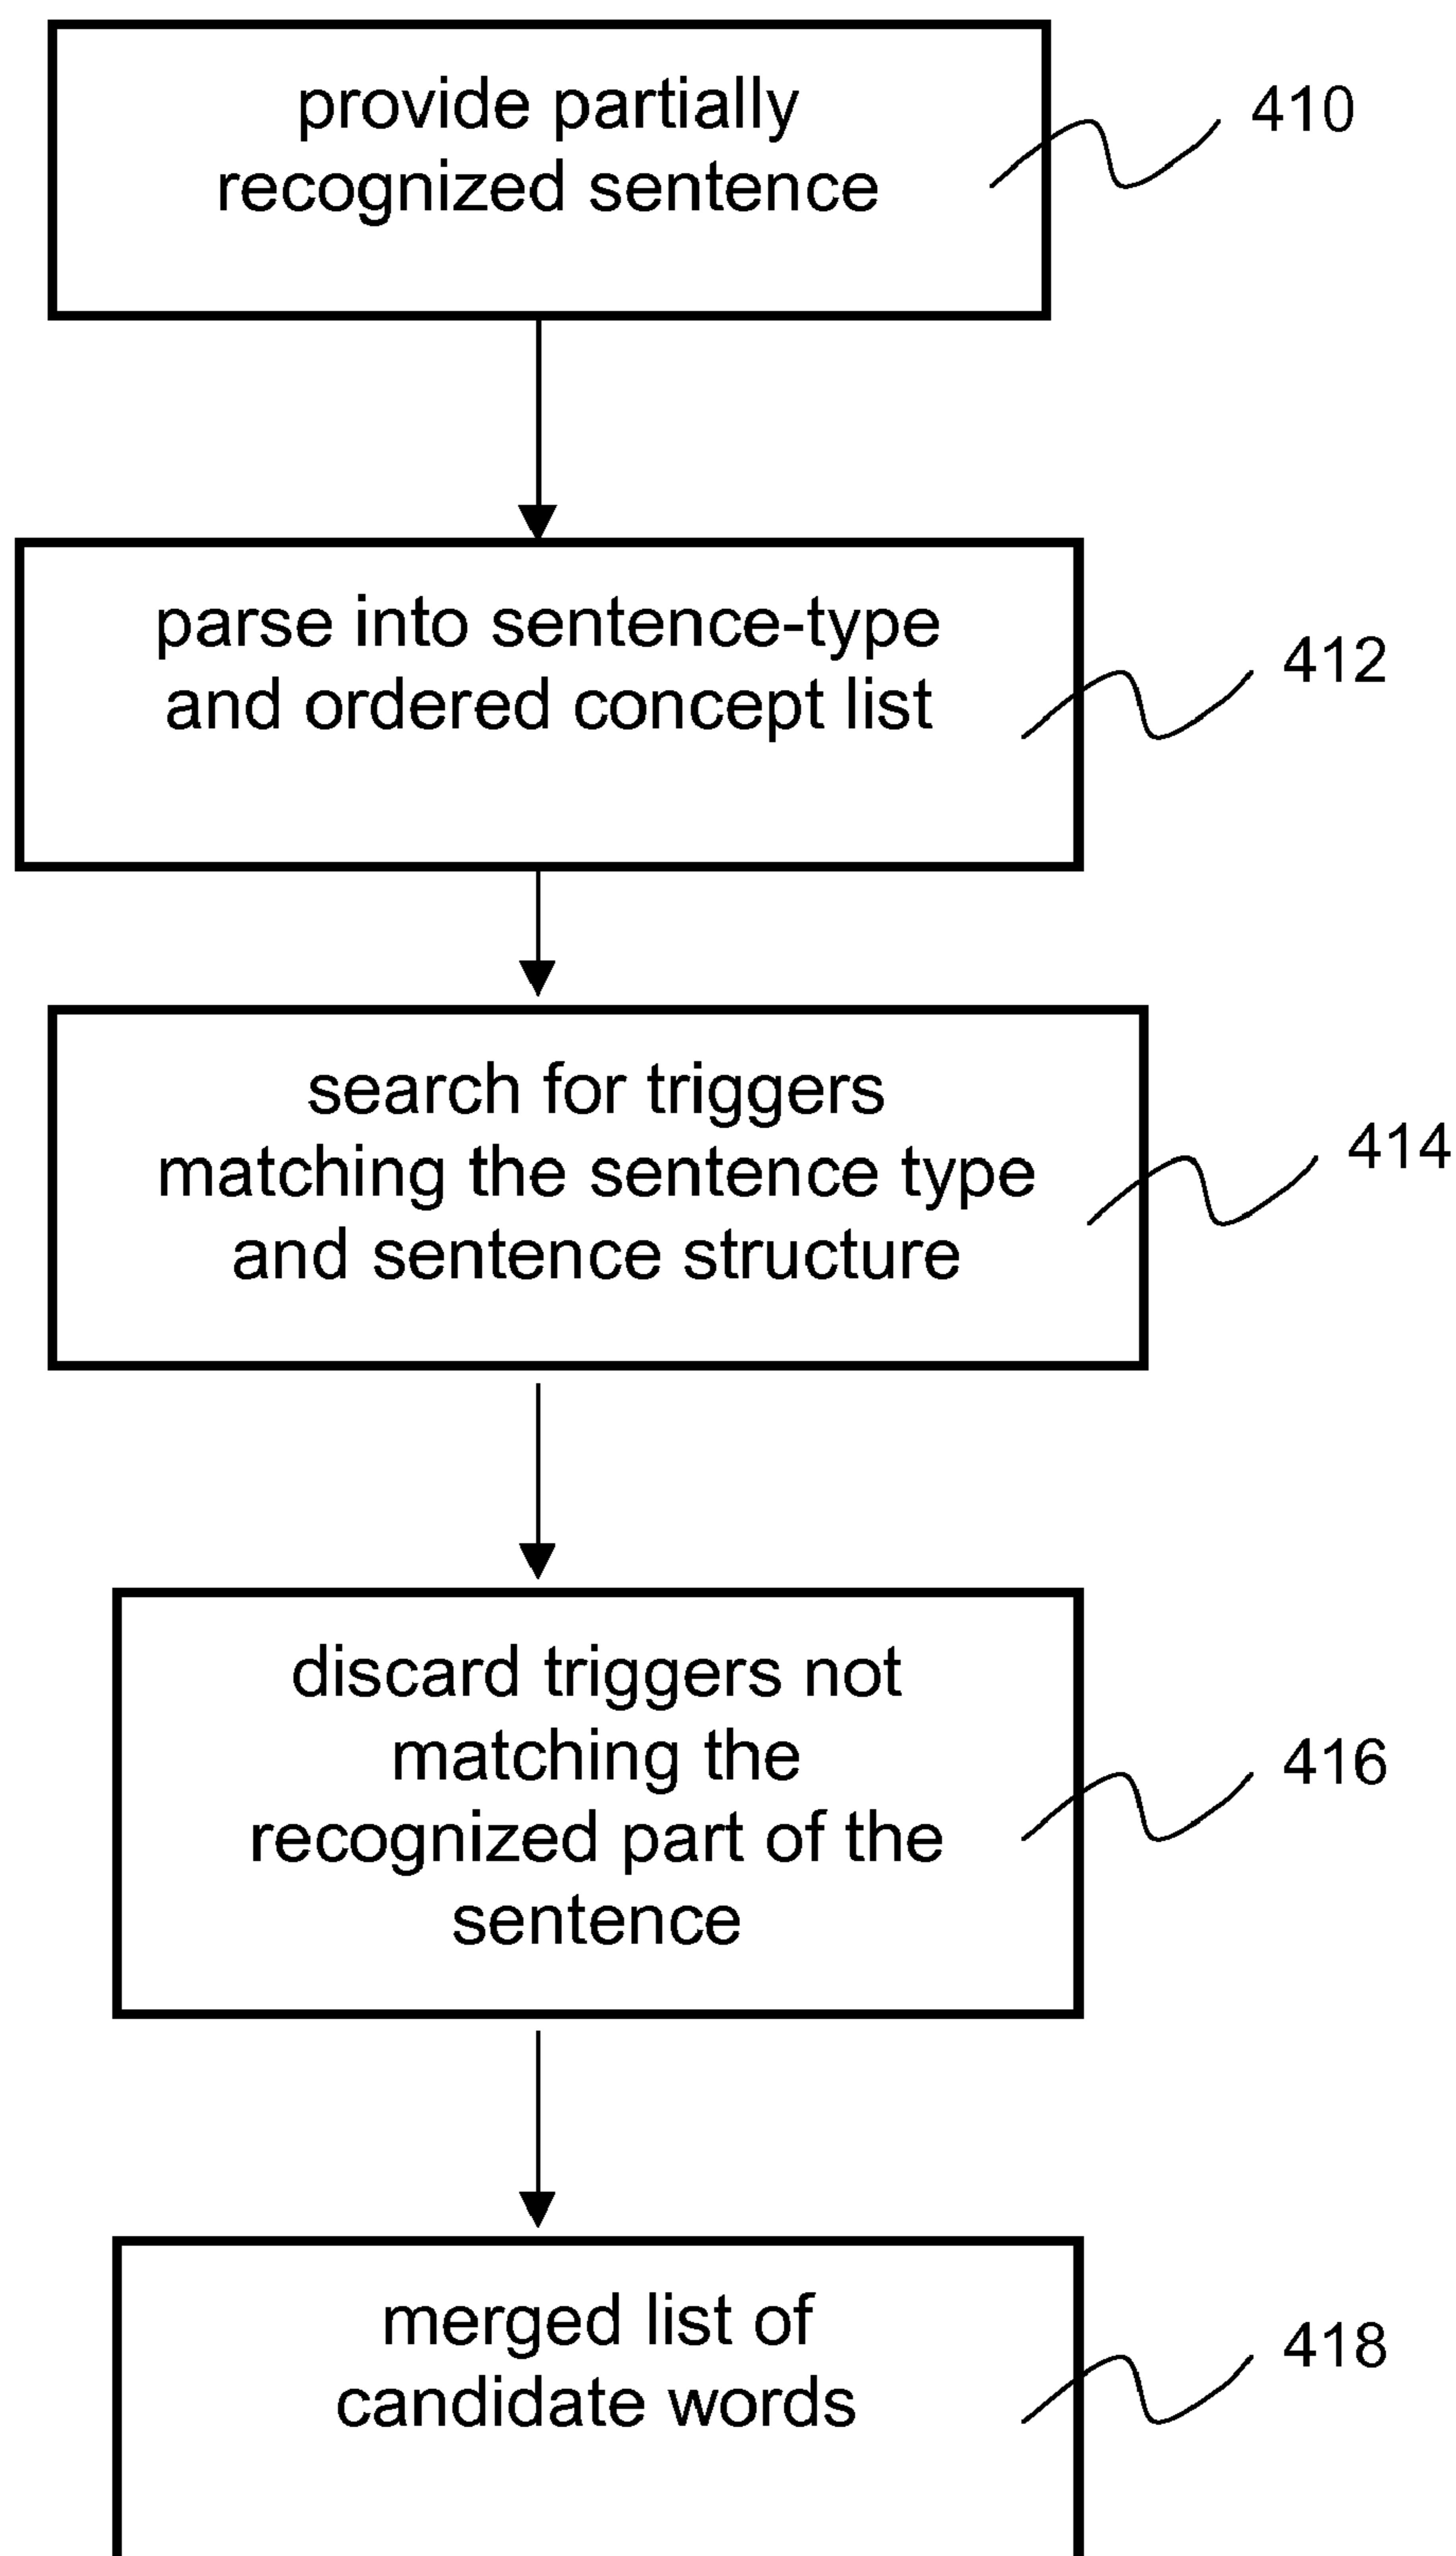 provide partially
recognized sentence
410
parse into sentence-type
and ordered concept list
412
search for triggers
matching the sentence type
and sentence structure
414
discard triggers not
matching the
recognized part of the
sentence
416
merged list of
candidate words
418